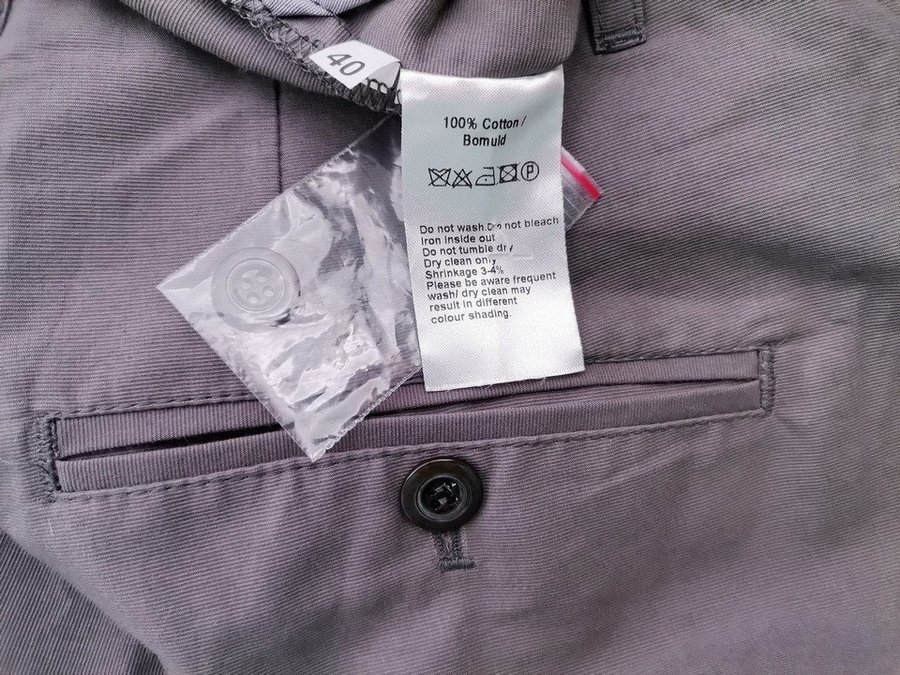 40
100% Cotton/
Bomuld
P
Do not wash.Do not bleach
Iron inside out
Do not tumble dry
Dry clean only
Shrinkage 3-4%
Please be aware frequent
wash/ dry clean may
result in different
colour shading.